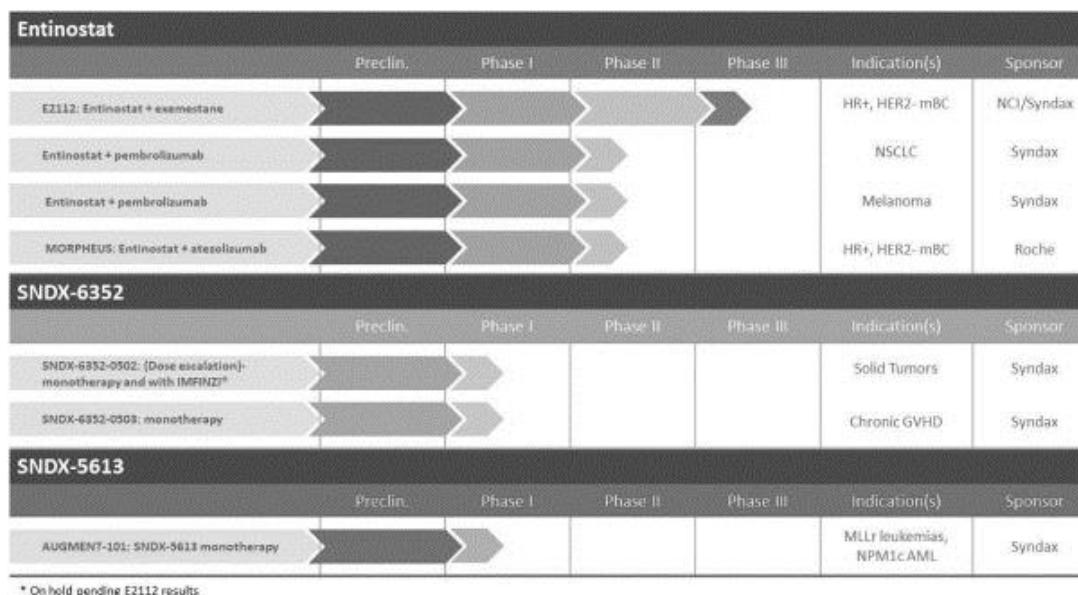 Entinostat
Preclin. Phase I Phase II Phase III Indication(s) Sponsor
E2112: Entinostat + exemestane HR+, HER2- mBC NCI/Syndax
Entinostat + pembrolizumab NSCLC Syndax
Entinostat + pembrolizumab Melanoma Syndax
MORPHEUS: Entinostat + atezolizumab HR+, HER2- mBC Roche
SNDX-6352
Preclin. Phase I Phase II Phase III Indication(s) Sponsor
SNDX-6352-0502: (Dose escalation)-
monotherapy and with IMFINZI* Solid Tumors Syndax
SNDX-6352-0503: monotherapy Chronic GVHD Syndax
SNDX-5613
Preclin. Phase I Phase II Phase III Indication(s) Sponsor
AUGMENT-101: SNDX-5613 monotherapy MLLr leukemias, Syndax
NPM1c AML
* On hold pending E2112 results